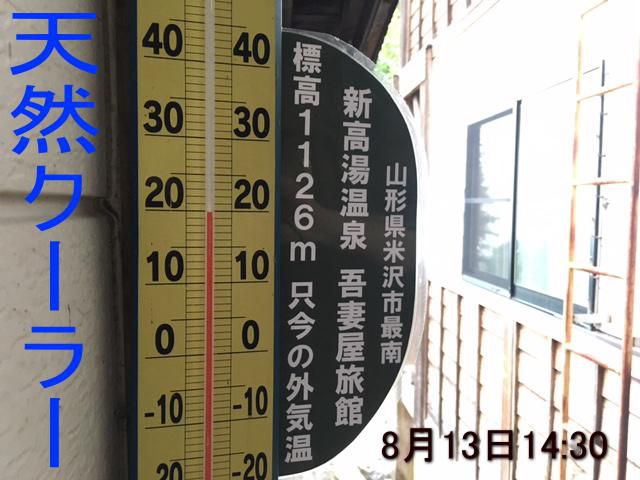 天然クーラー
40 40
30 30
20 20
10 10
0 0
-10 -10
20 -20
山形県米沢市最南
新高湯温泉 吾妻屋旅館
標高1126m 只今の外気温
8月13日14:30